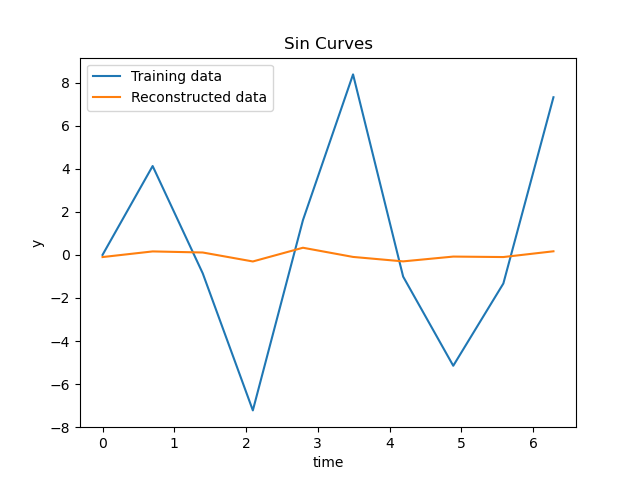 Sin Curves
Training data
Reconstructed data
8
6
4
2
0
−2
−4
−6
−8
y
0 1 2 3 4 5 6
time